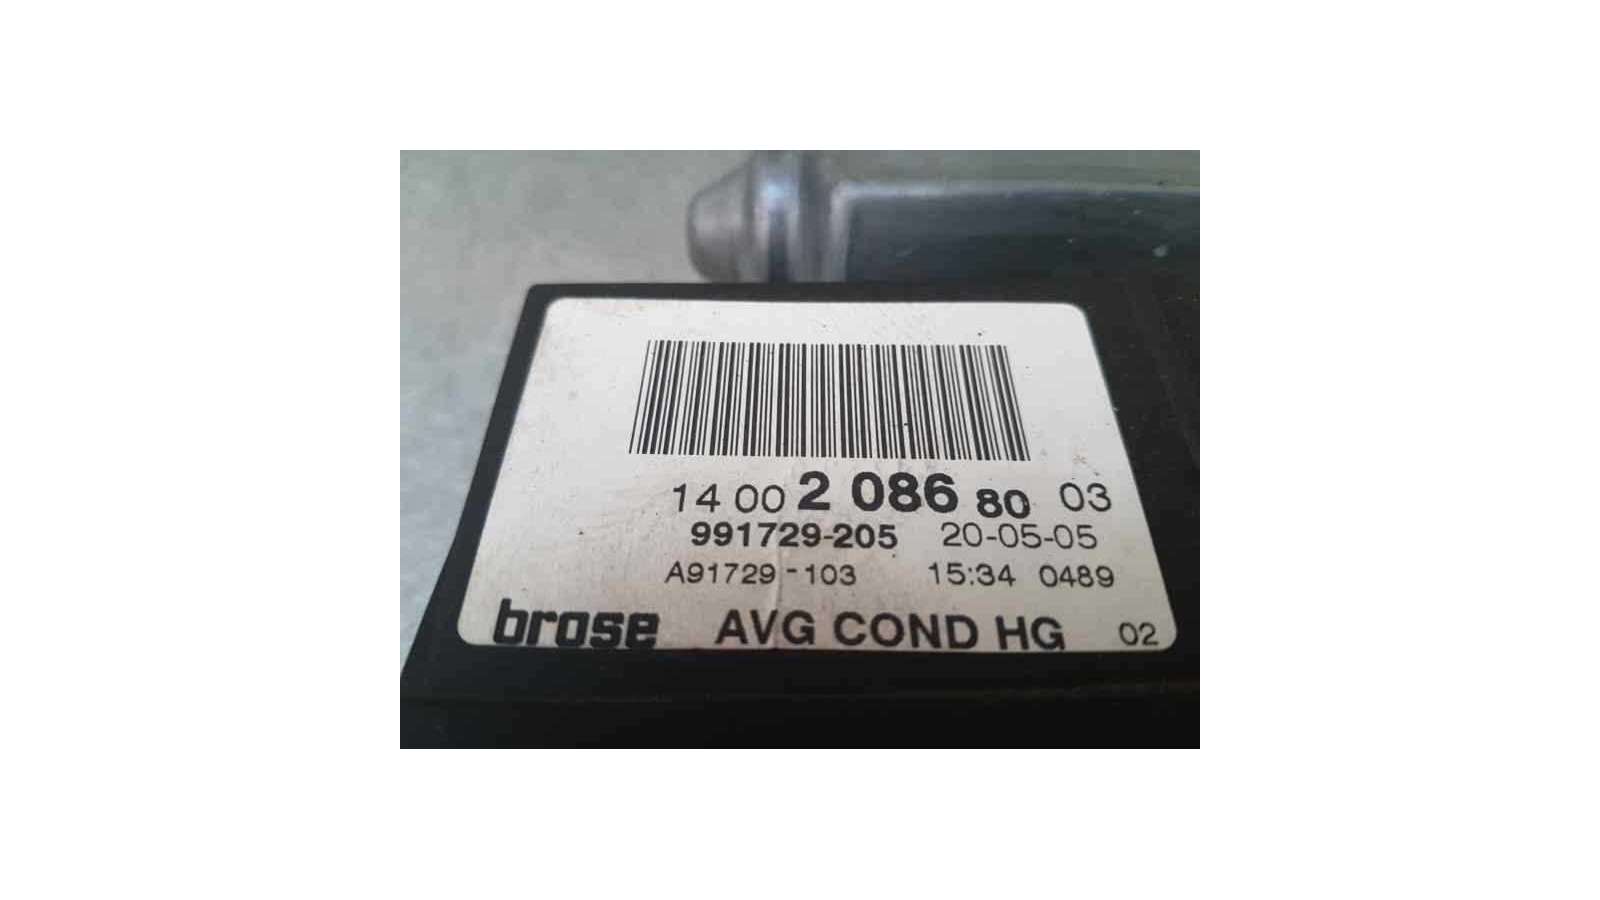 14 00 2 086 80 03
991729-205 20-05-05
A91729-103 15:34 0489
brose AVG COND HG 02